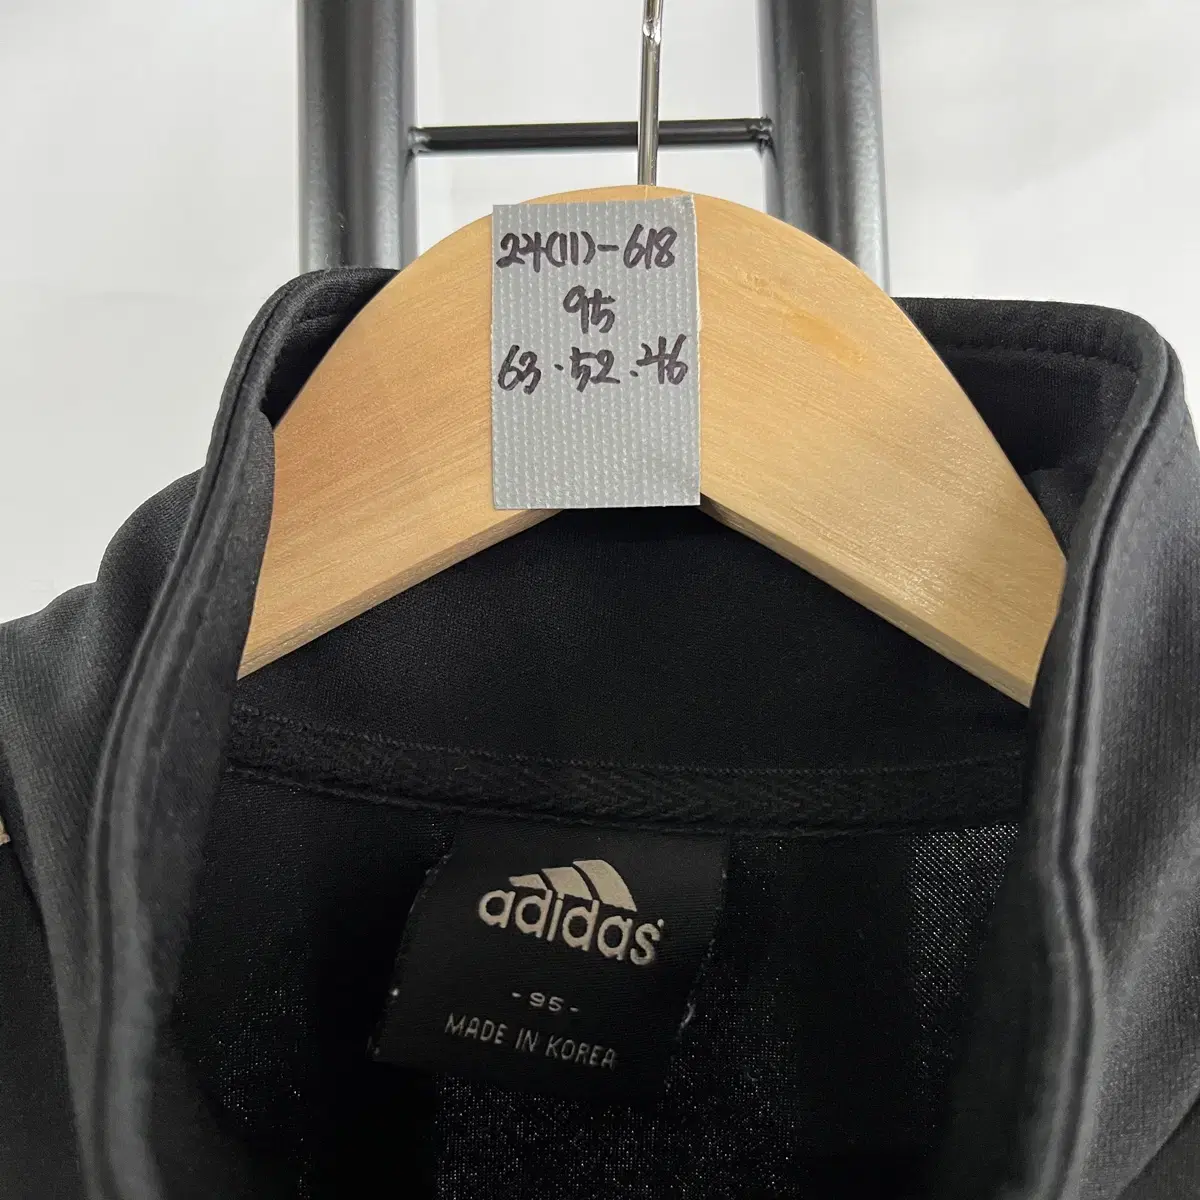 24(11)-618
95
63.52.46
adidas
-95-
MADE IN KOREA